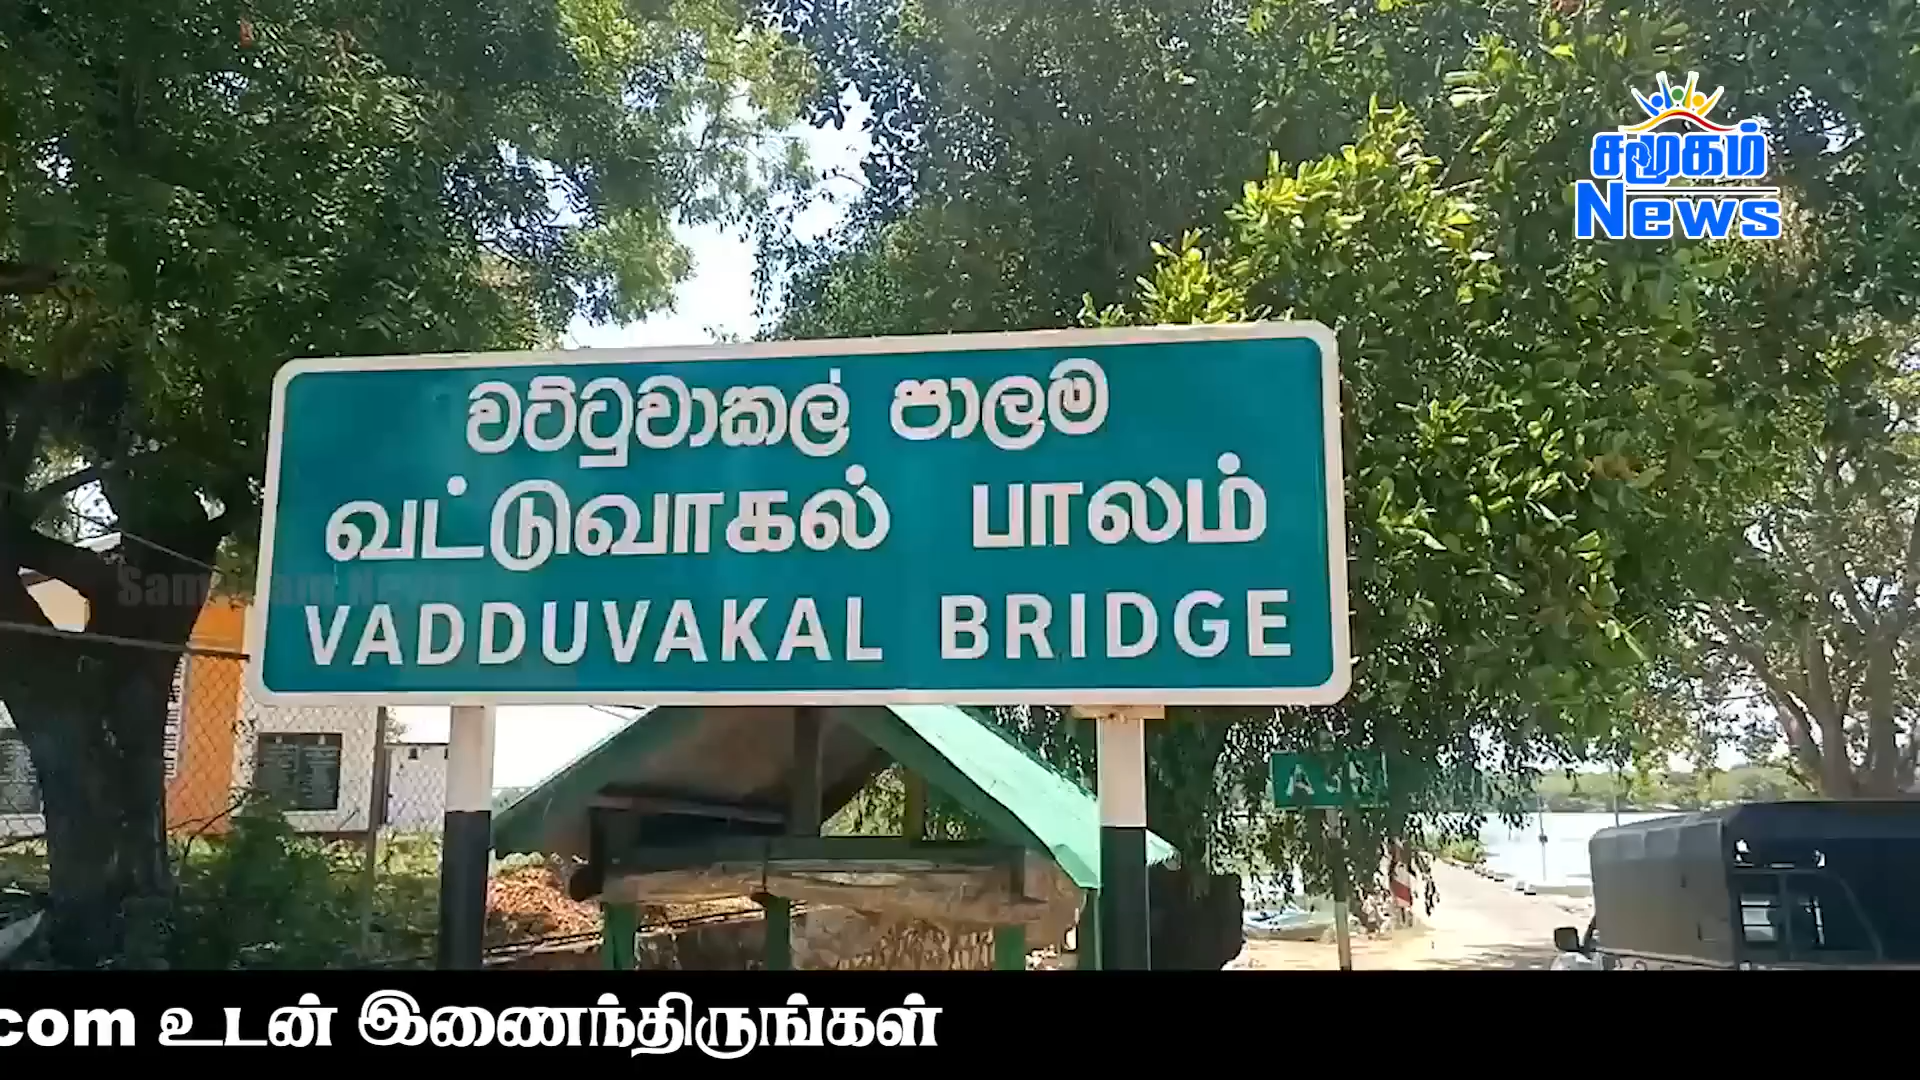 சமூகம்
News
වට්ටුවාකල් පාලම
வட்டுவாகல் பாலம்
VADDUVAKAL BRIDGE
com உடன் இணைந்திருங்கள்